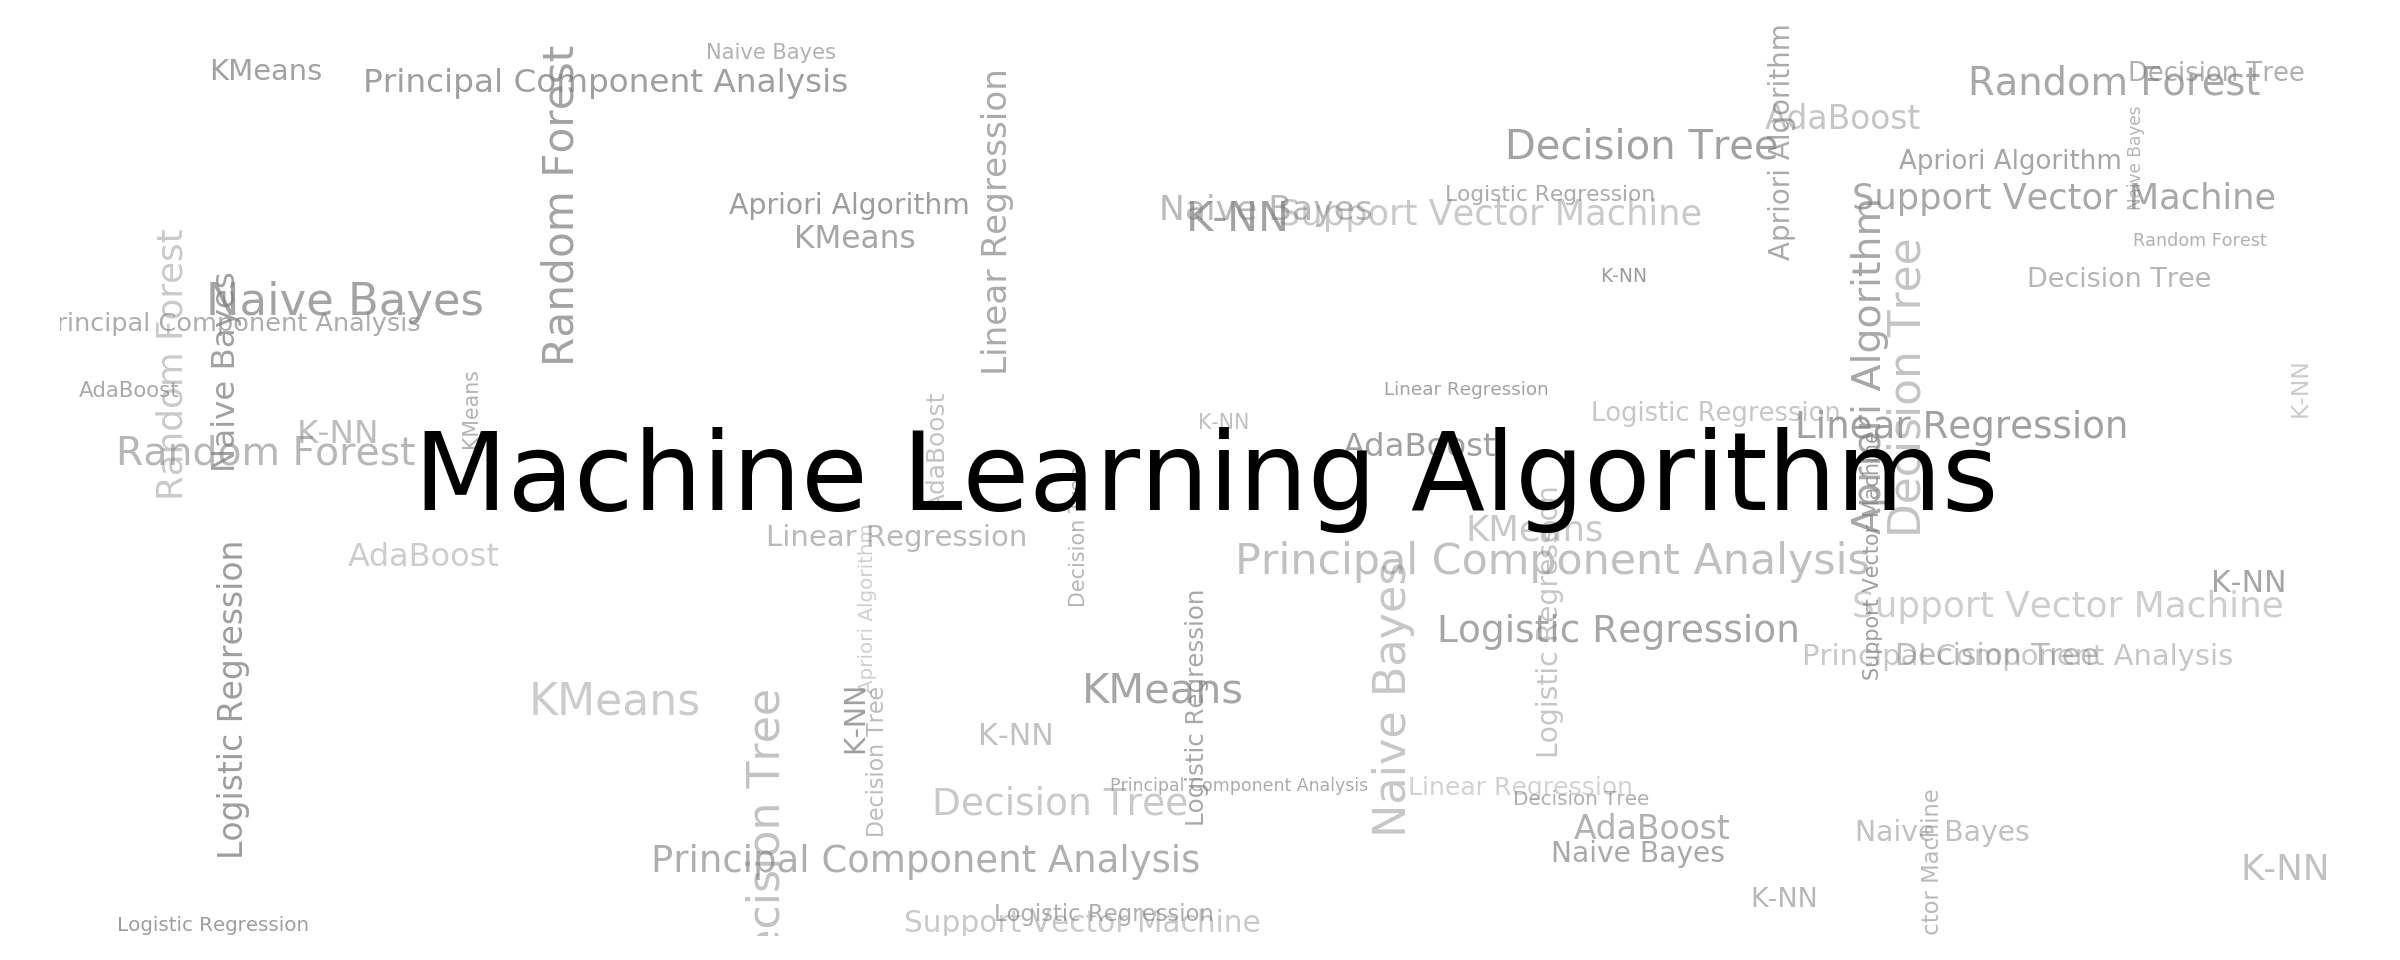 Naive Bayes
KMeans
Principal Component Analysis
Random Forest
Linear Regression
Apriori Algorithm
Random Forest
Decision Tree
AdaBoost
Decision Tree
Naive Bayes
Apriori Algorithm
Logistic Regression
Support Vector Machine
Apriori Algorithm
Naive Bayes
K-NN
Support Vector Machine
KMeans
Random Forest
Apriori Algorithm
Decision Tree
Random Forest
K-NN
Decision Tree
Naive Bayes
Naive Bayes
rincipal Component Analysis
AdaBoost
KMeans
Linear Regression
K-NN
AdaBoost
Logistic Regression
K-NN
Linear Regression
K-NN
AdaBoost
Random Forest
Machine Learning Algorithms
Decision Tree
Support Vector Machine
Logistic Regression
KMeans
Linear Regression
Apriori Algorithm
Logistic Regression
AdaBoost
Principal Component Analysis
Naive Bayes
K-NN
Logistic Regression
Support Vector Machine
Logistic Regression
Principal Component Analysis
Decision Tree
KMeans
KMeans
K-NN
Decision Tree
ecision Tree
K-NN
Principal Component Analysis
Linear Regression
Decision Tree
Decision Tree
AdaBoost
Naive Bayes
Naive Bayes
ctor Machine
Principal Component Analysis
K-NN
K-NN
Logistic Regression
Support Vector Machine
Logistic Regression